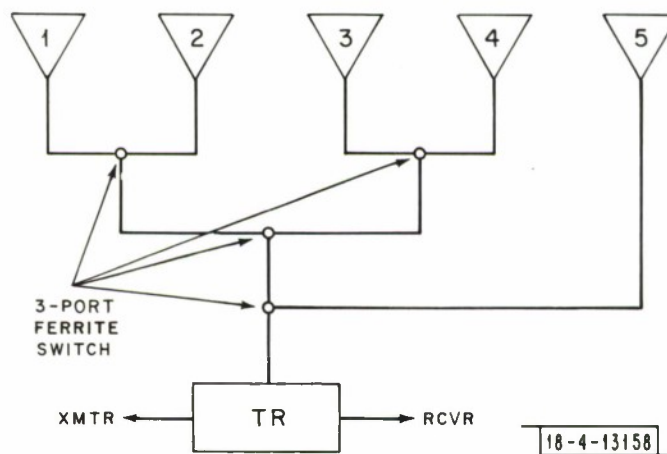 1
2
3
4
5
3-PORT
FERRITE
SWITCH
XMTR
TR
RCVR
18-4-13158